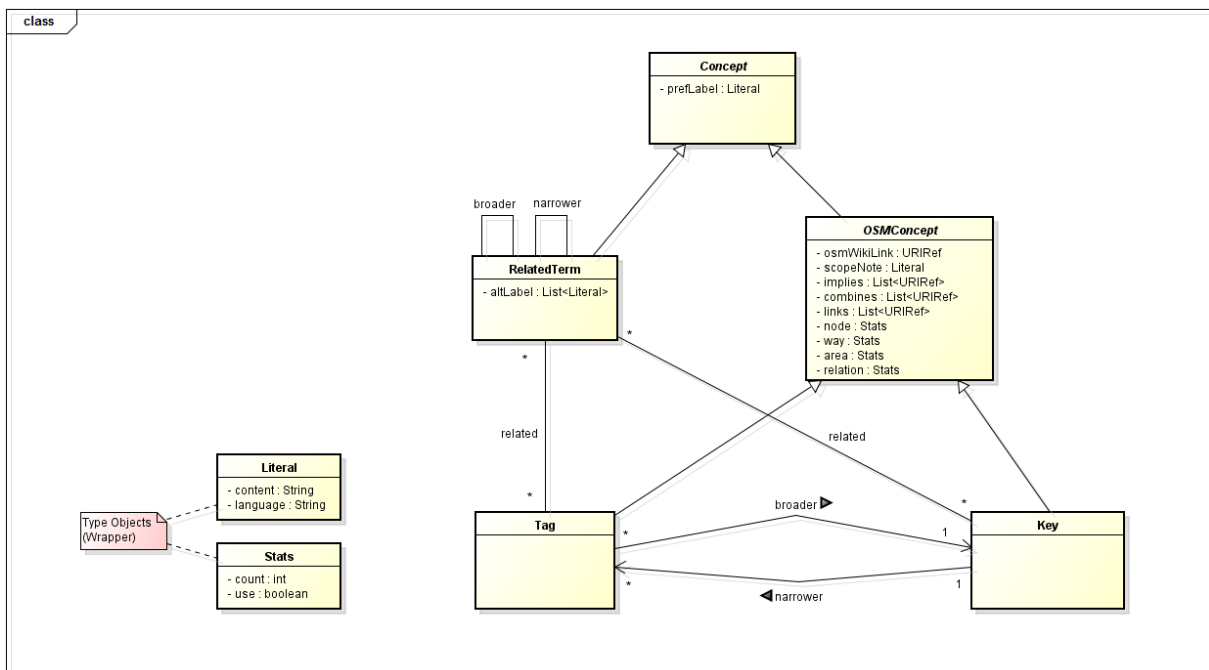 class
Concept
- prefLabel : Literal
broader
narrower
OSMConcept
- osmWikiLink : URIRef
- scopeNote : Literal
- implies : List<URIRef>
- combines : List<URIRef>
- links : List<URIRef>
- node : Stats
- way : Stats
- area : Stats
- relation : Stats
RelatedTerm
- altLabel : List<Literal>
*
*
related
related
Literal
- content : String
- language : String
Type Objects
(Wrapper)
Stats
- count : int
- use : boolean
*
*
broader
Tag
Key
*
1
*
1
narrower